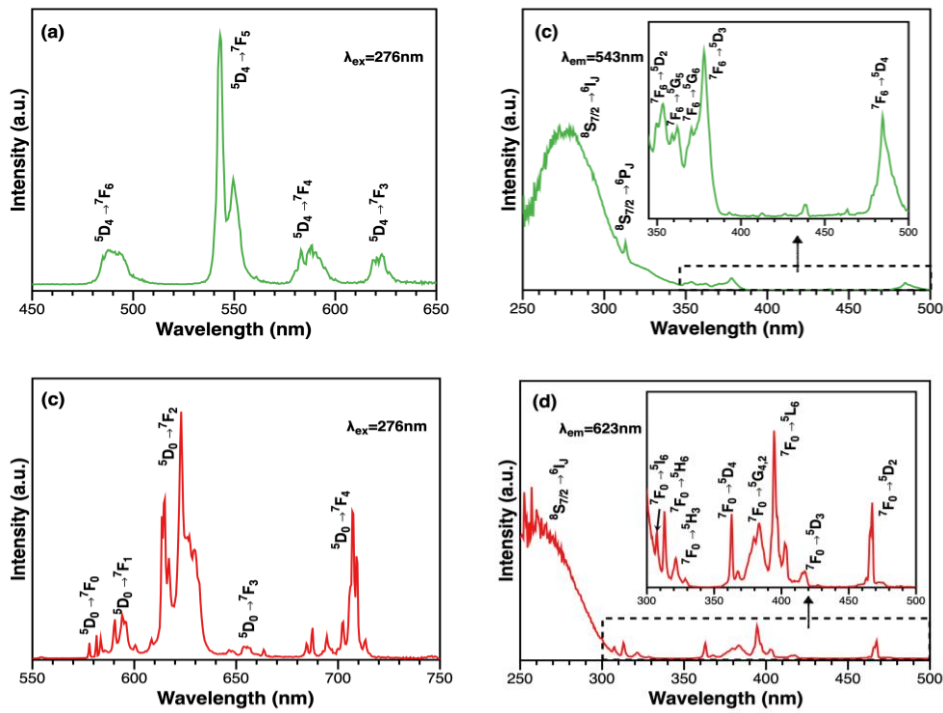 (a)
λex=276nm
⁵D₄→⁷F₆
⁵D₄→⁷F₅
⁵D₄→⁷F₄
⁵D₄→⁷F₃
Intensity (a.u.)
450 500 550 600 650
Wavelength (nm)
(c)
λem=543nm
⁸S₇/₂→⁶IJ
⁸S₇/₂→⁶PJ
⁷F₆→⁵D₂
⁷F₆→⁵G₅
⁷F₆→⁵G₆
⁷F₆→⁵D₃
⁷F₆→⁵D₄
350 400 450 500
Intensity (a.u.)
250 300 350 400 450 500
Wavelength (nm)
(c)
λex=276nm
⁵D₀→⁷F₀
⁵D₀→⁷F₁
⁵D₀→⁷F₂
⁵D₀→⁷F₃
⁵D₀→⁷F₄
Intensity (a.u.)
550 600 650 700 750
Wavelength (nm)
(d)
λem=623nm
⁸S₇/₂→⁶IJ
⁷F₀→⁵I₆
⁷F₀→⁵H₆
⁷F₀→⁵H₃
⁷F₀→⁵D₄
⁷F₀→⁵G₄,₂
⁷F₀→⁵L₆
⁷F₀→⁵D₃
⁷F₀→⁵D₂
300 350 400 450 500
Intensity (a.u.)
250 300 350 400 450 500
Wavelength (nm)